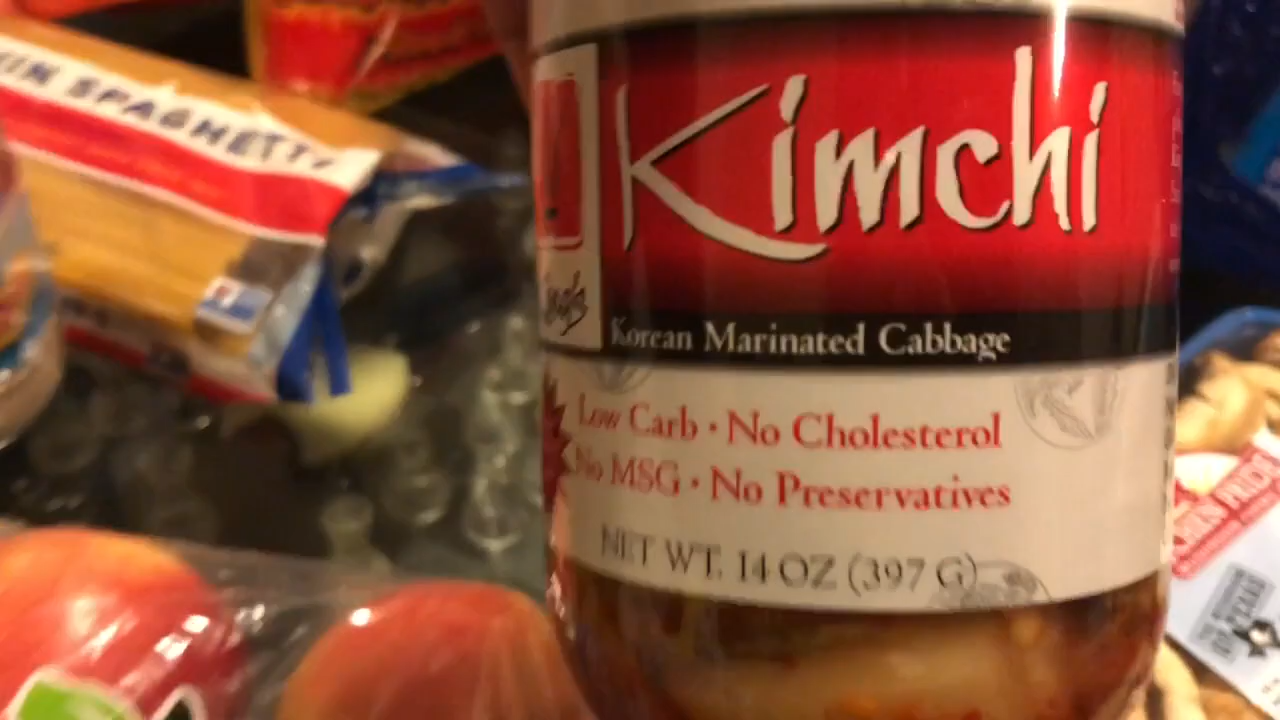 SPAGHETTI
Kimchi
Korean Marinated Cabbage
Low Carb · No Cholesterol
No MSG · No Preservatives
NET WT. 14 OZ (397 G)